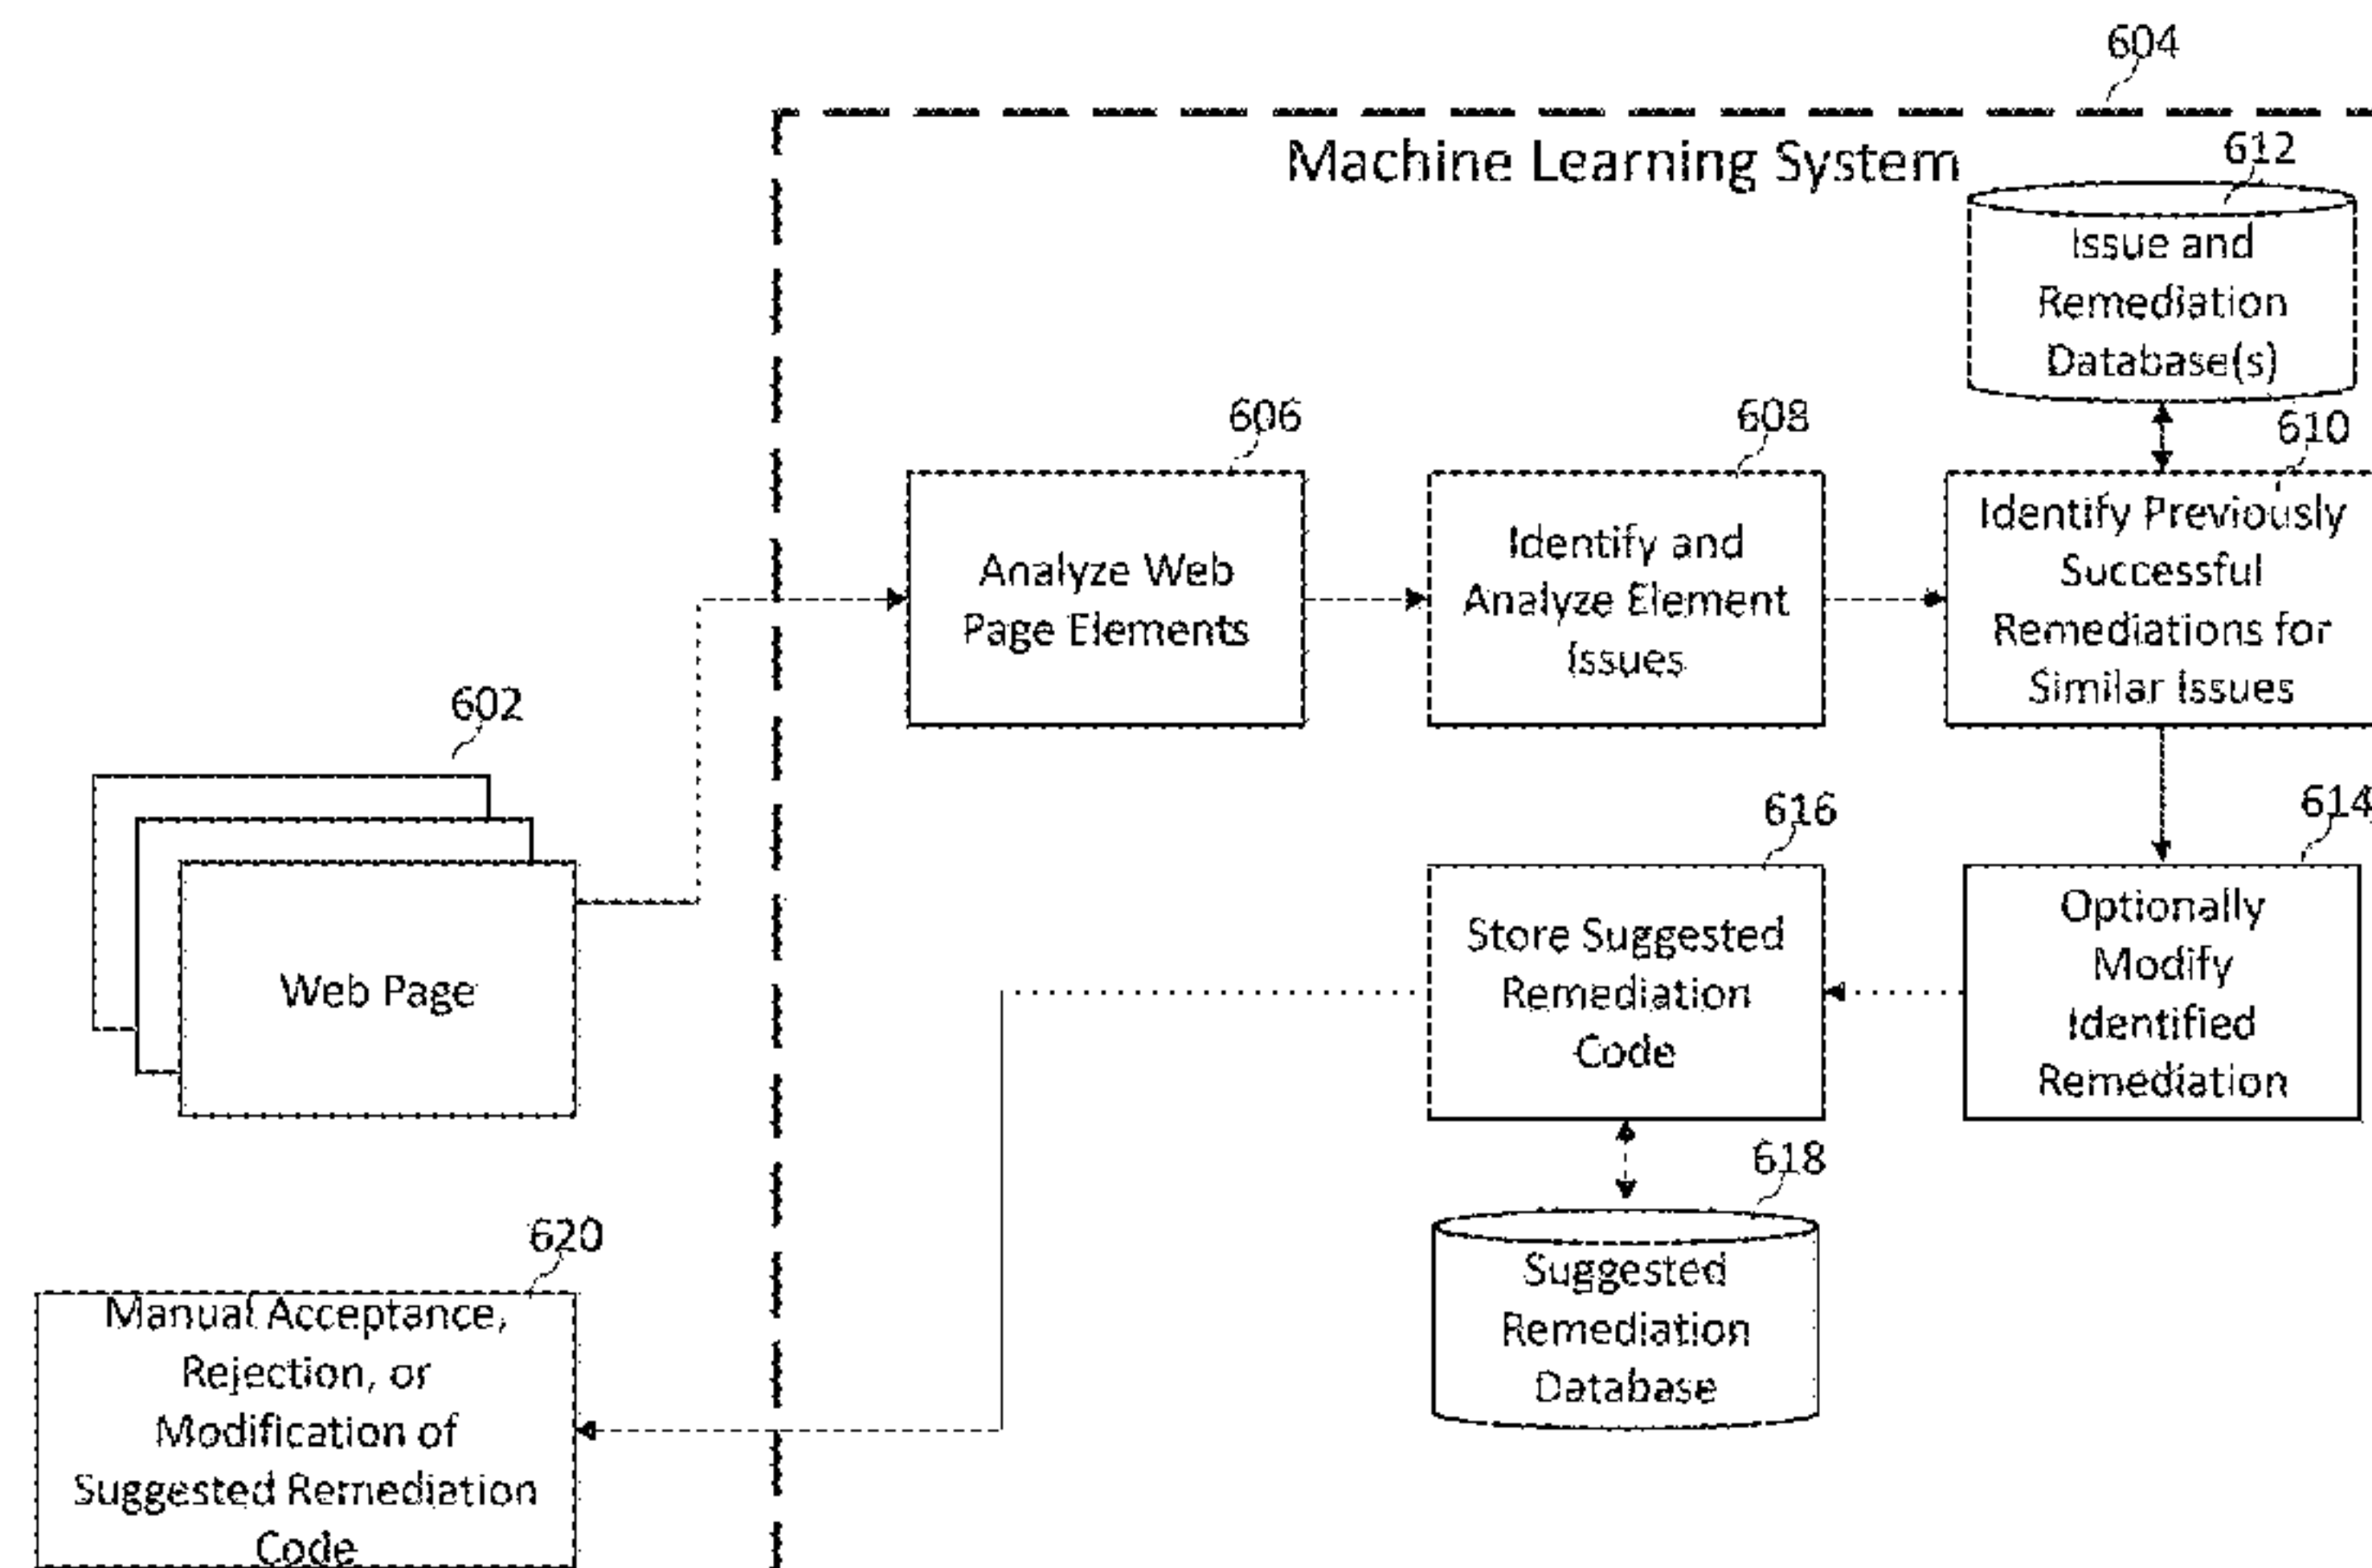 604
Machine Learning System
612
Issue and
Remediation
Database(s)
606
608
610
Analyze Web
Page Elements
Identify and
Analyze Element
Issues
Identify Previously
Successful
Remediations for
Similar Issues
602
Web Page
616
614
Store Suggested
Remediation
Code
Optionally
Modify
Identified
Remediation
618
Suggested
Remediation
Database
620
Manual Acceptance,
Rejection, or
Modification of
Suggested Remediation
Code